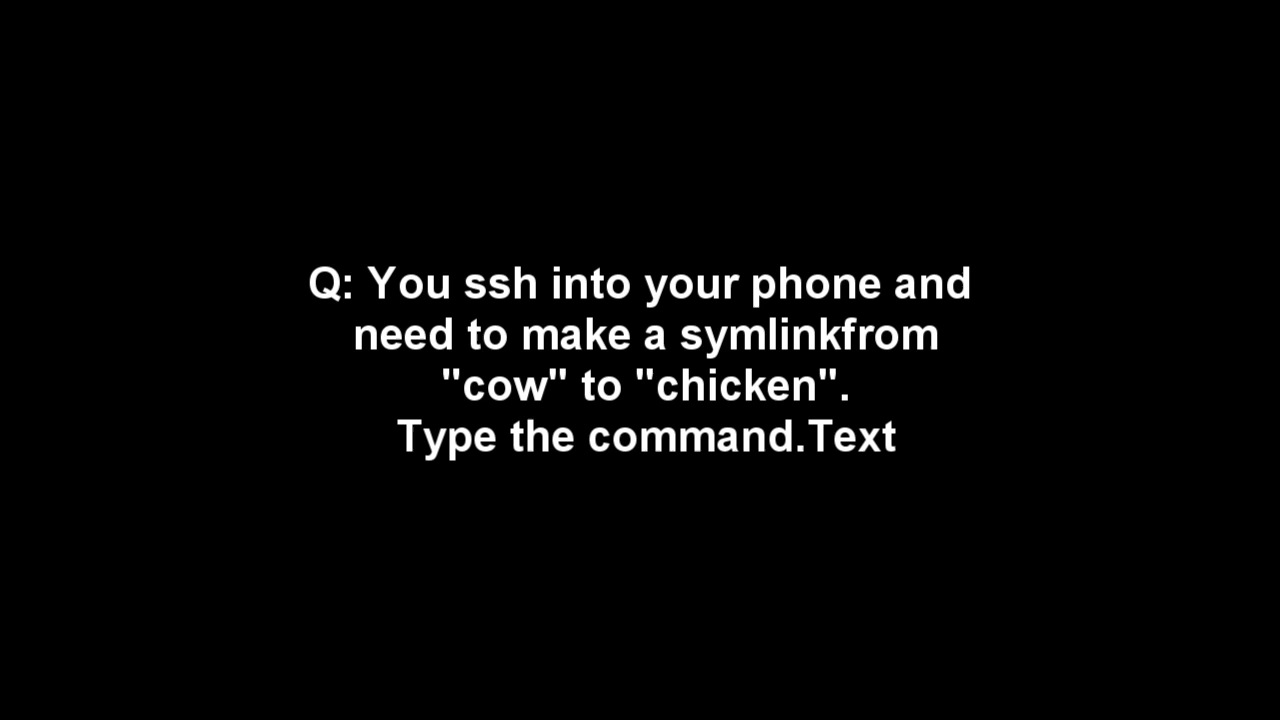 Q: You ssh into your phone and
need to make a symlinkfrom
"cow" to "chicken".
Type the command.Text